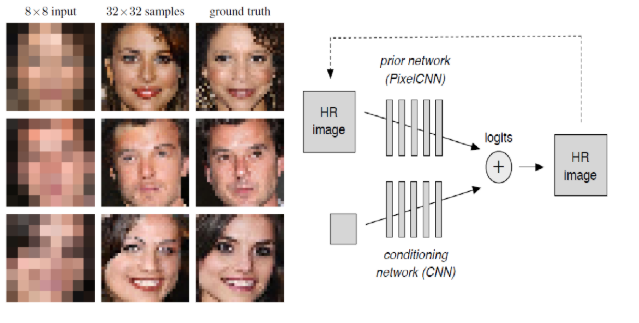 8×8 input
32×32 samples
ground truth
prior network
(PixelCNN)
HR
image
logits
+
HR
image
conditioning
network (CNN)